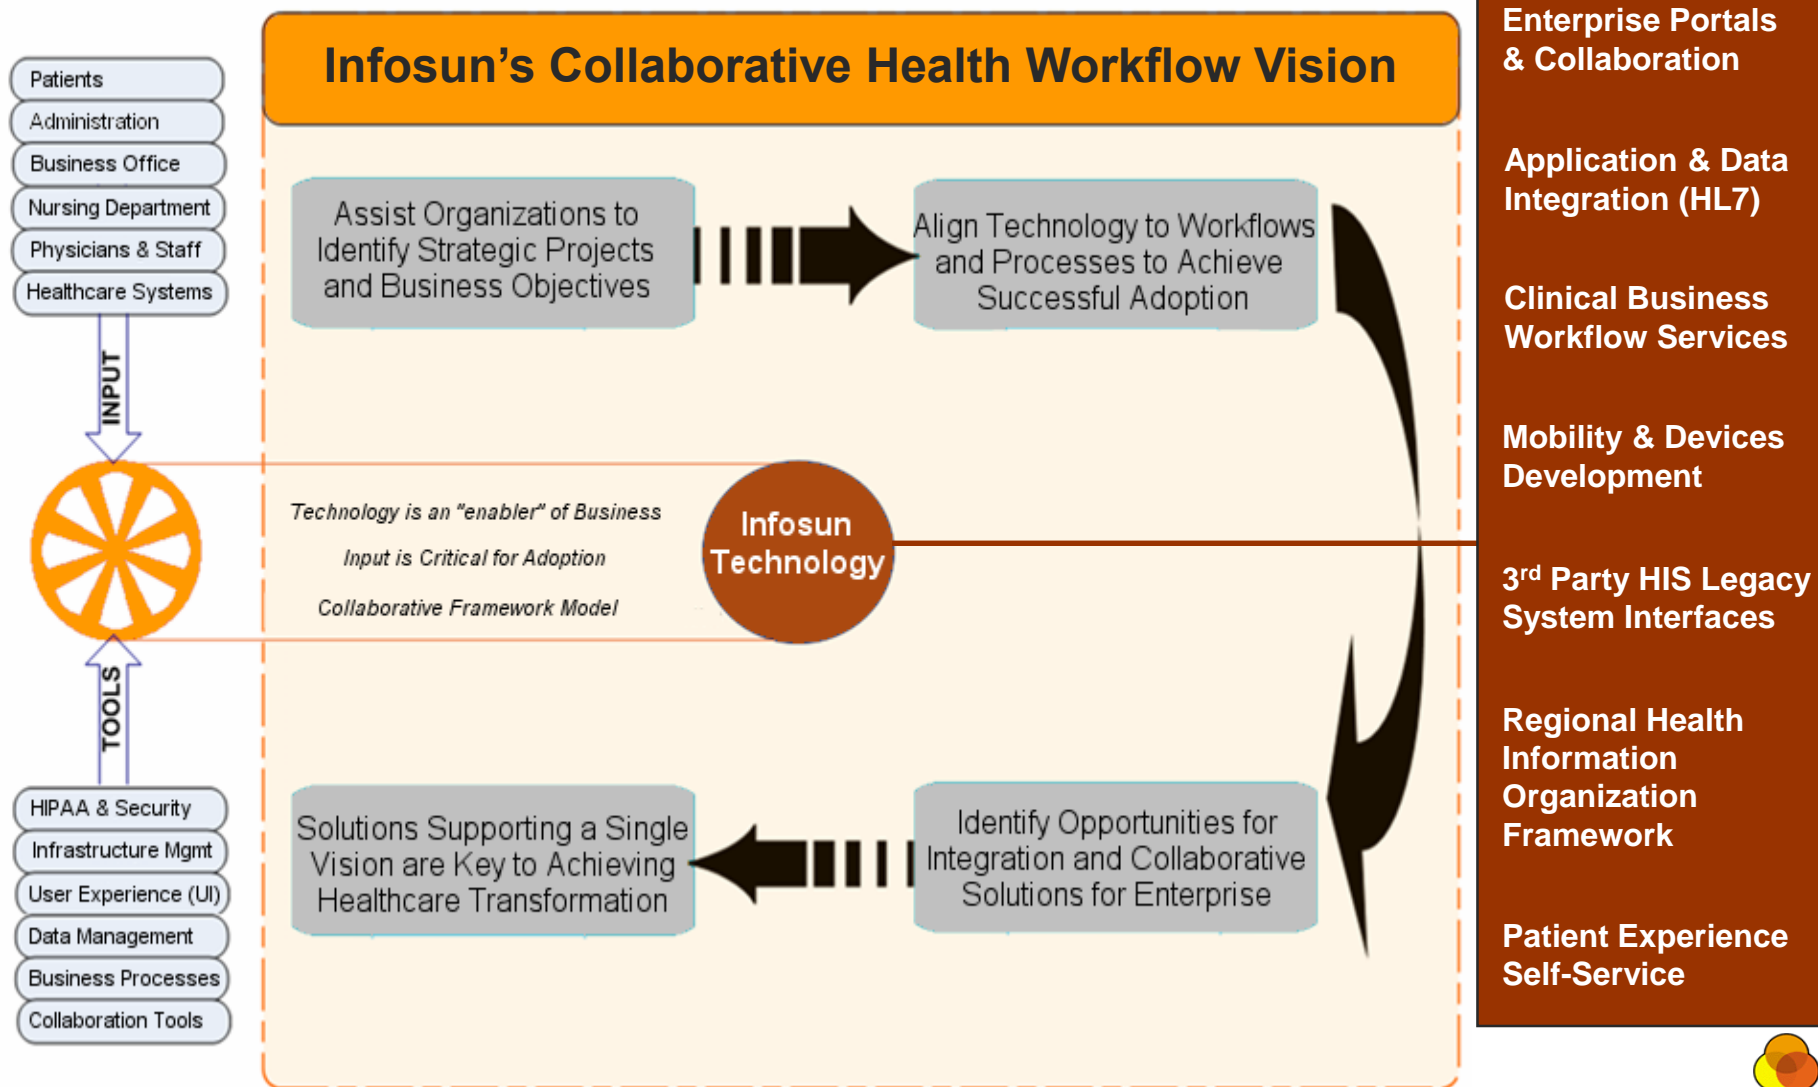 Infosun's Collaborative Health Workflow Vision
Patients
Administration
Business Office
Nursing Department
Physicians & Staff
Healthcare Systems
INPUT
TOOLS
HIPAA & Security
Infrastructure Mgmt
User Experience (UI)
Data Management
Business Processes
Collaboration Tools
Assist Organizations to
Identify Strategic Projects
and Business Objectives
Align Technology to Workflows
and Processes to Achieve
Successful Adoption
Technology is an "enabler" of Business
Input is Critical for Adoption
Collaborative Framework Model
Infosun
Technology
Solutions Supporting a Single
Vision are Key to Achieving
Healthcare Transformation
Identify Opportunities for
Integration and Collaborative
Solutions for Enterprise
Enterprise Portals
& Collaboration
Application & Data
Integration (HL7)
Clinical Business
Workflow Services
Mobility & Devices
Development
3rd Party HIS Legacy
System Interfaces
Regional Health
Information
Organization
Framework
Patient Experience
Self-Service